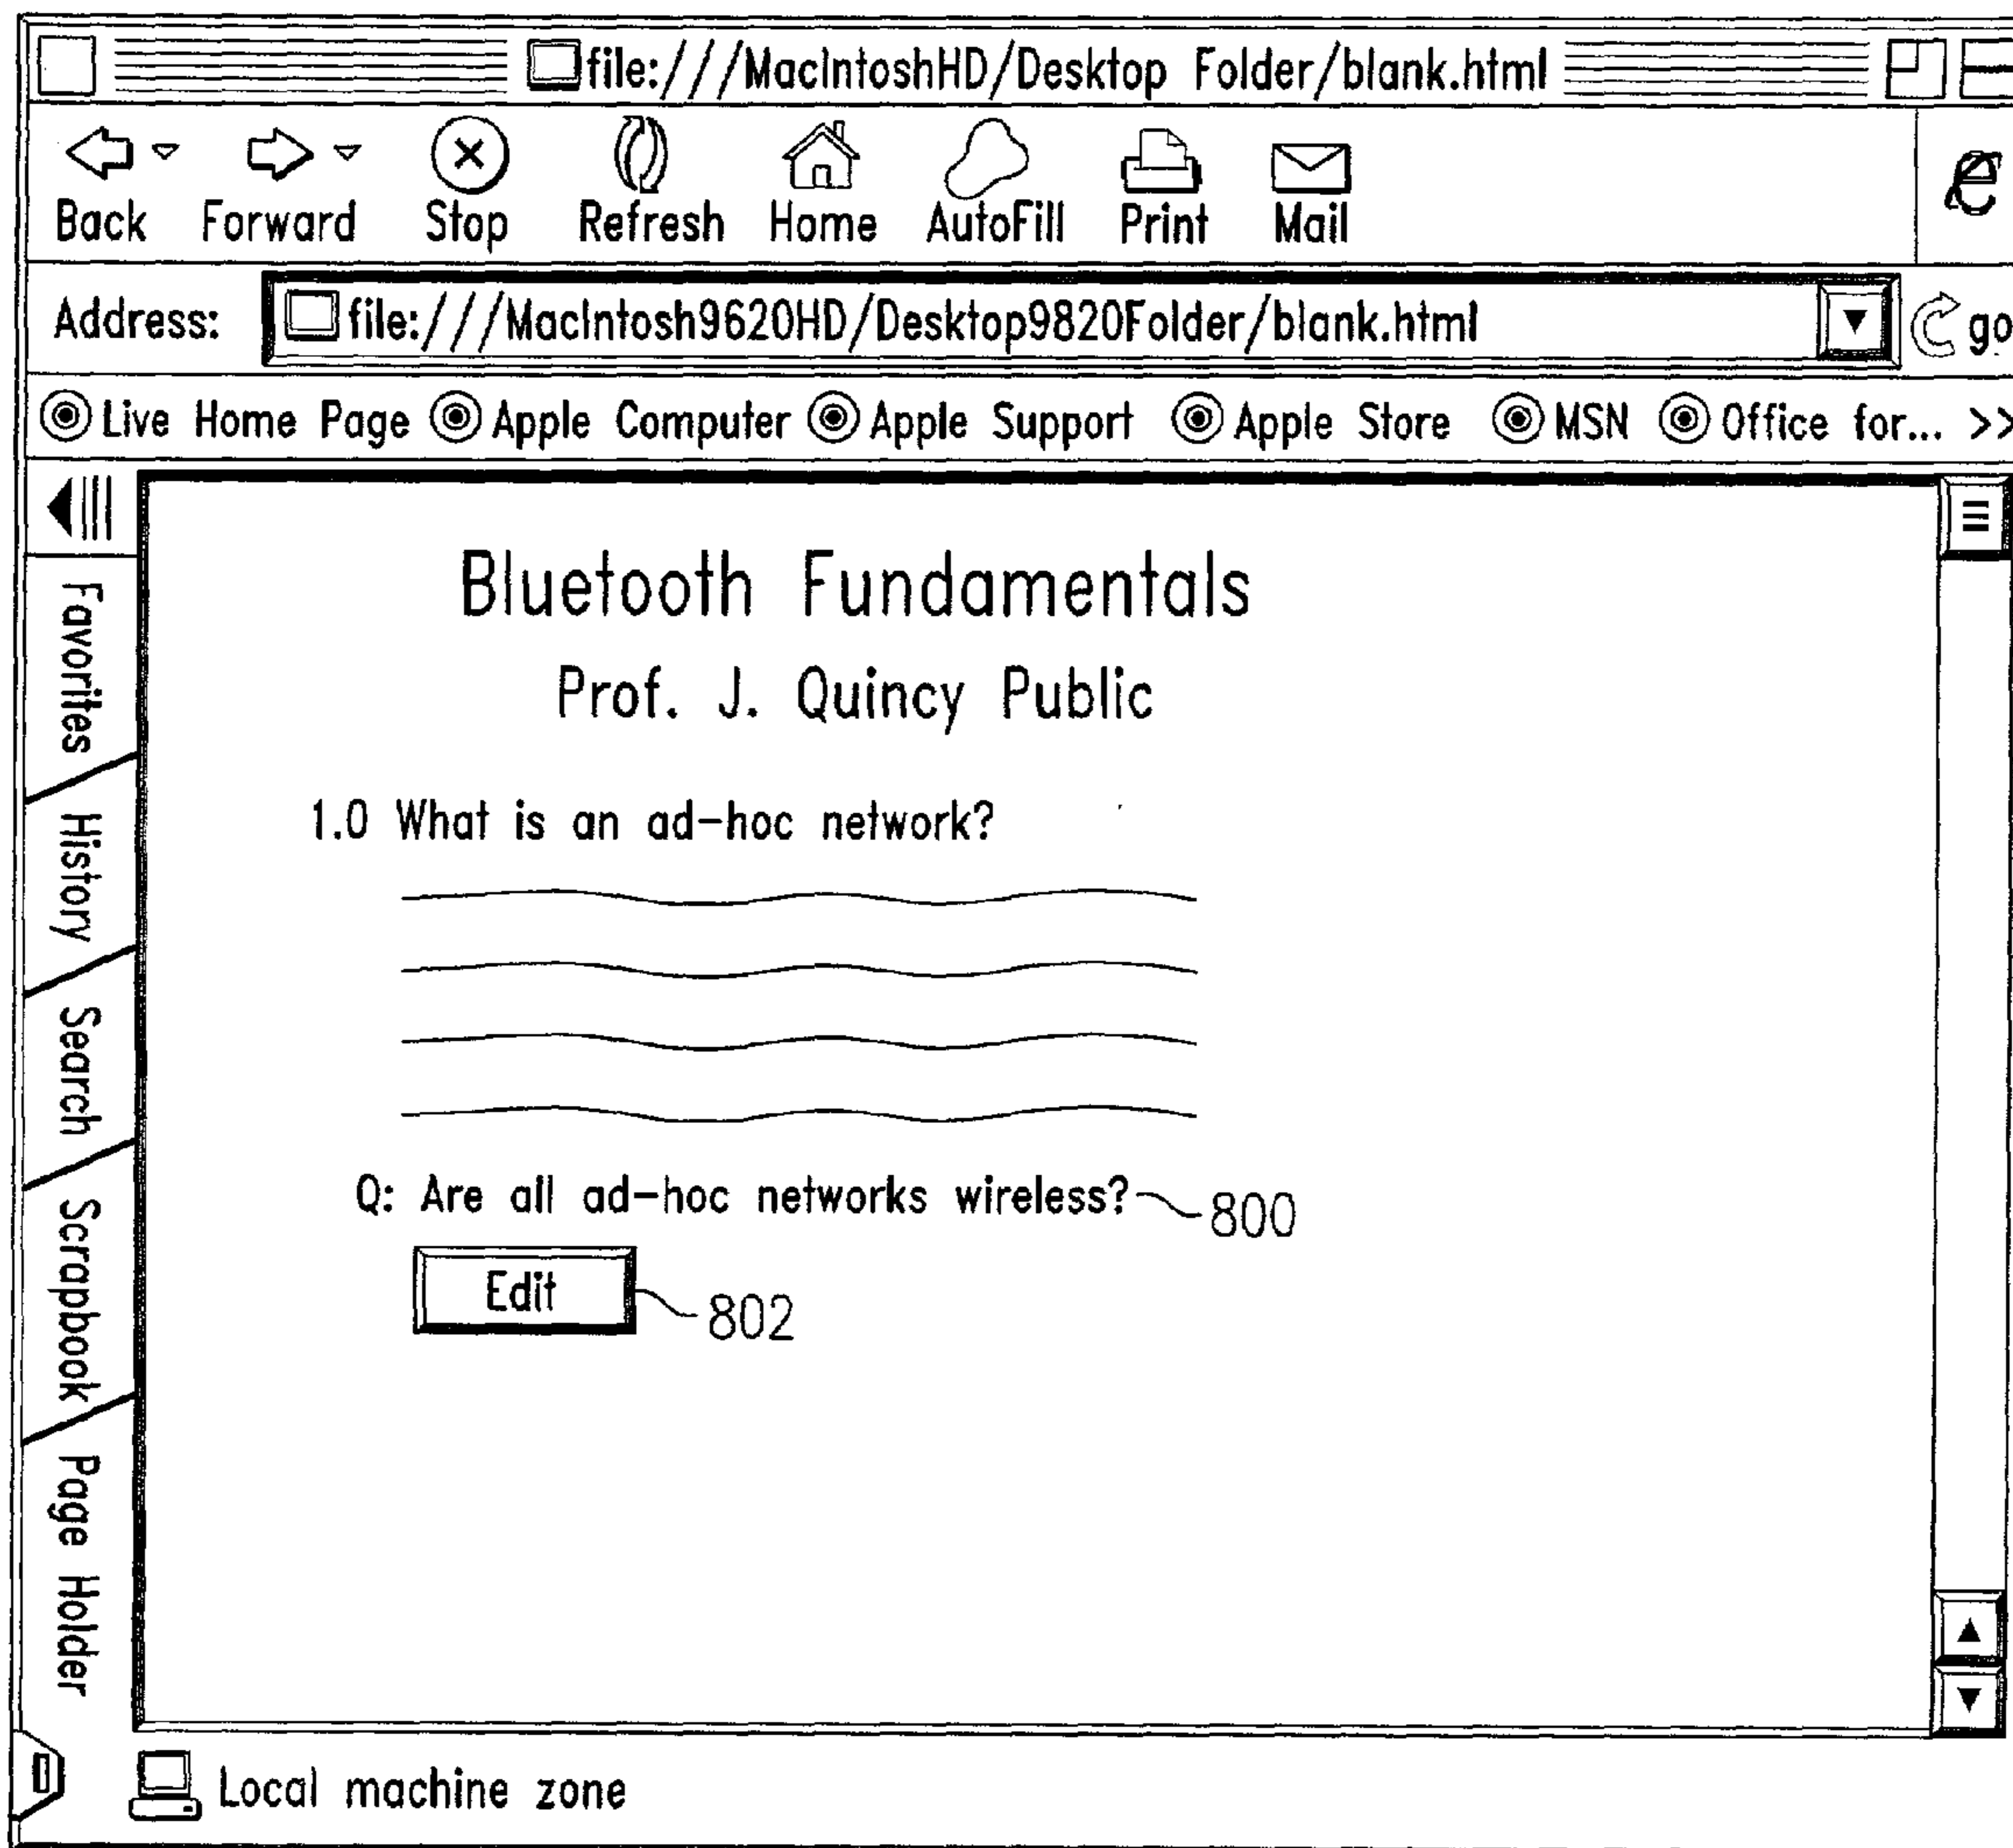 file:///MacIntoshHD/Desktop Folder/blank.html
Back Forward Stop Refresh Home AutoFill Print Mail
e
Address: file:///MacIntosh9620HD/Desktop9820Folder/blank.html go
Live Home Page Apple Computer Apple Support Apple Store MSN Office for... >>
Favorites
History
Search
Scrapbook
Page Holder
Bluetooth Fundamentals
Prof. J. Quincy Public
1.0 What is an ad-hoc network?
Q: Are all ad-hoc networks wireless? 800
Edit 802
Local machine zone